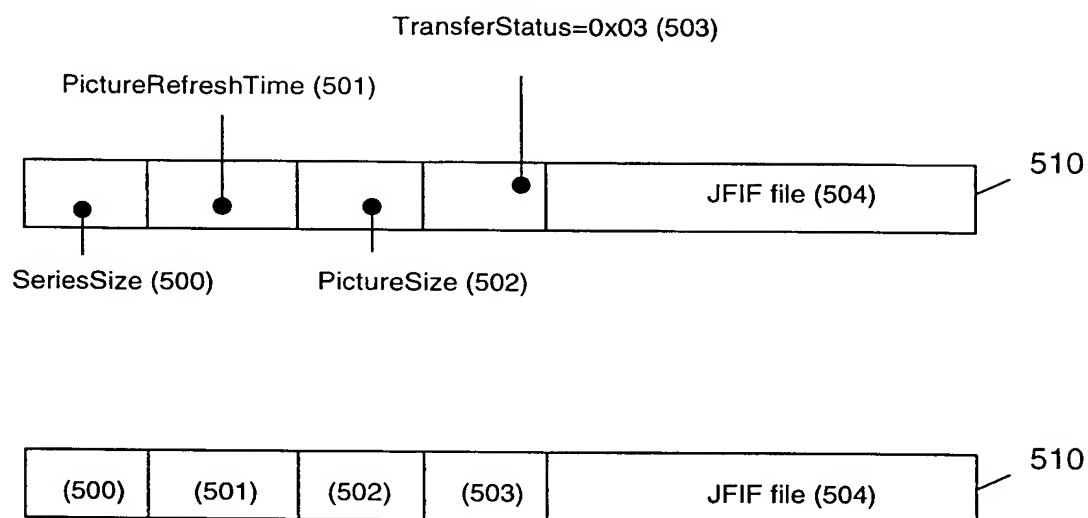 TransferStatus=0x03 (503)
PictureRefreshTime (501)
510
JFIF file (504)
SeriesSize (500) PictureSize (502)
510
(500) (501) (502) (503) JFIF file (504)